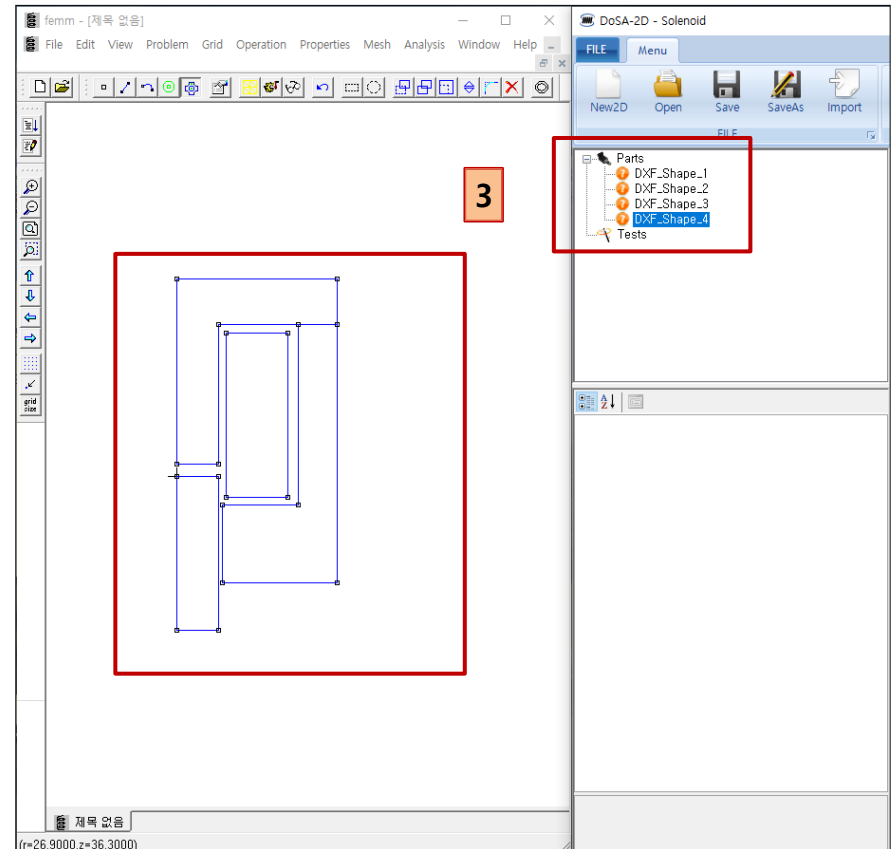 femm - [제목 없음]
File Edit View Problem Grid Operation Properties Mesh Analysis Window Help
grid
size
3
제목 없음
(r=26.9000,z=36.3000)
DoSA-2D - Solenoid
FILE Menu
New2D Open Save SaveAs Import
FILE
Parts
DXF_Shape_1
DXF_Shape_2
DXF_Shape_3
DXF_Shape_4
Tests